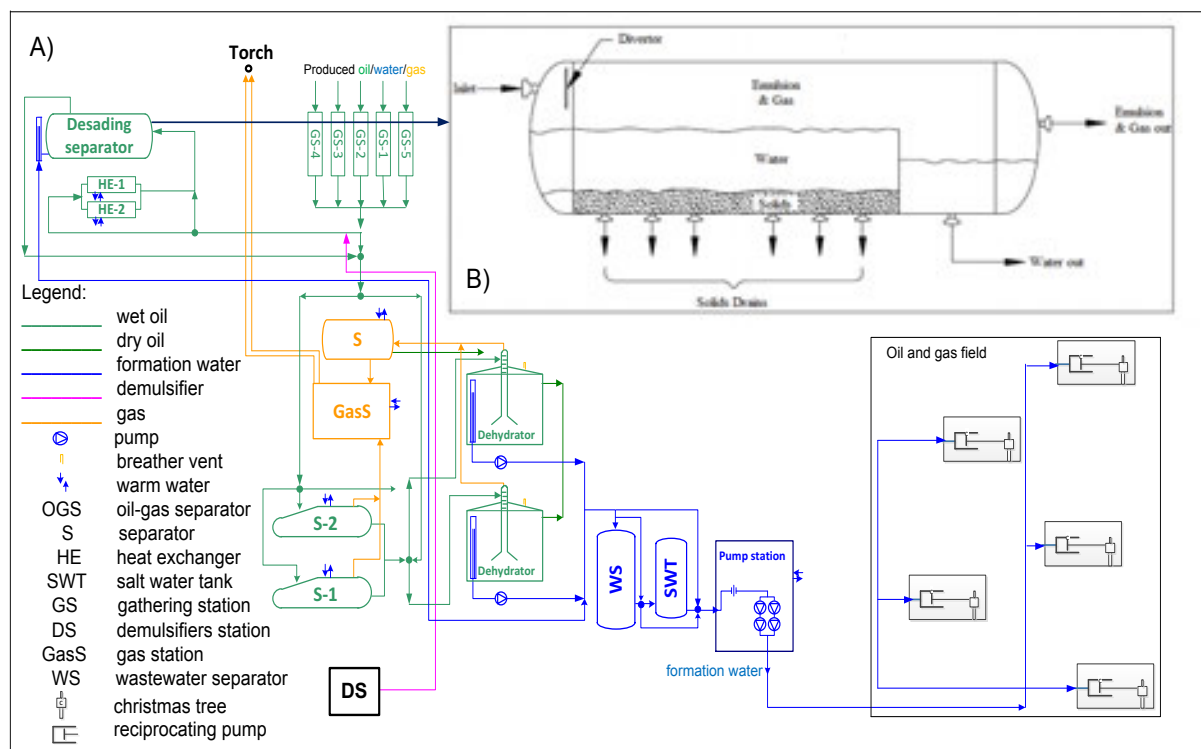 A)
Torch
Produced oil/water/gas
Desading
separator
GS-4
GS-3
GS-2
GS-1
GS-5
HE-1
HE-2
Diverter
Inlet
Emulsion
& Gas
Emulsion
& Gas out
Water
Solids
Water out
Solids Drains
B)
Legend:
wet oil
dry oil
formation water
demulsifier
gas
pump
breather vent
warm water
OGS oil-gas separator
S separator
HE heat exchanger
SWT salt water tank
GS gathering station
DS demulsifiers station
GasS gas station
WS wastewater separator
c christmas tree
reciprocating pump
S
GasS
S-2
S-1
Dehydrator
Dehydrator
DS
WS
SWT
Pump station
formation water
Oil and gas field